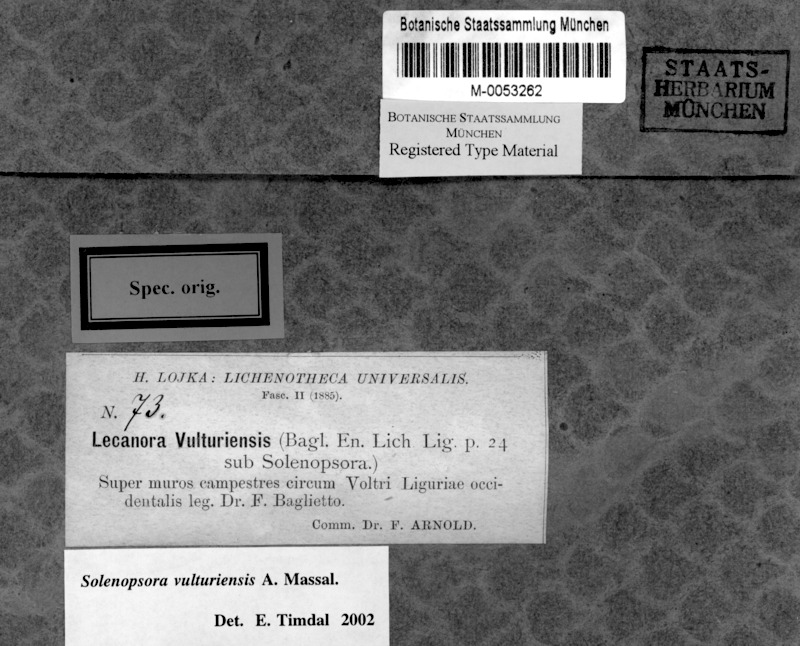 Botanische Staatssammlung München
M-0053262
STAATS-
HERBARIUM
MÜNCHEN
BOTANISCHE STAATSSAMMLUNG
MÜNCHEN
Registered Type Material
Spec. orig.
H. LOJKA: LICHENOTHECA UNIVERSALIS.
Fasc. II (1885).
N. 73.
Lecanora Vulturiensis (Bagl. En. Lich Lig. p. 24
sub Solenopsora.)
Super muros campestres circum Voltri Liguriae occi-
dentalis leg. Dr. F. Baglietto.
Comm. Dr. F. ARNOLD.
Solenopsora vulturiensis A. Massal.
Det. E. Timdal 2002